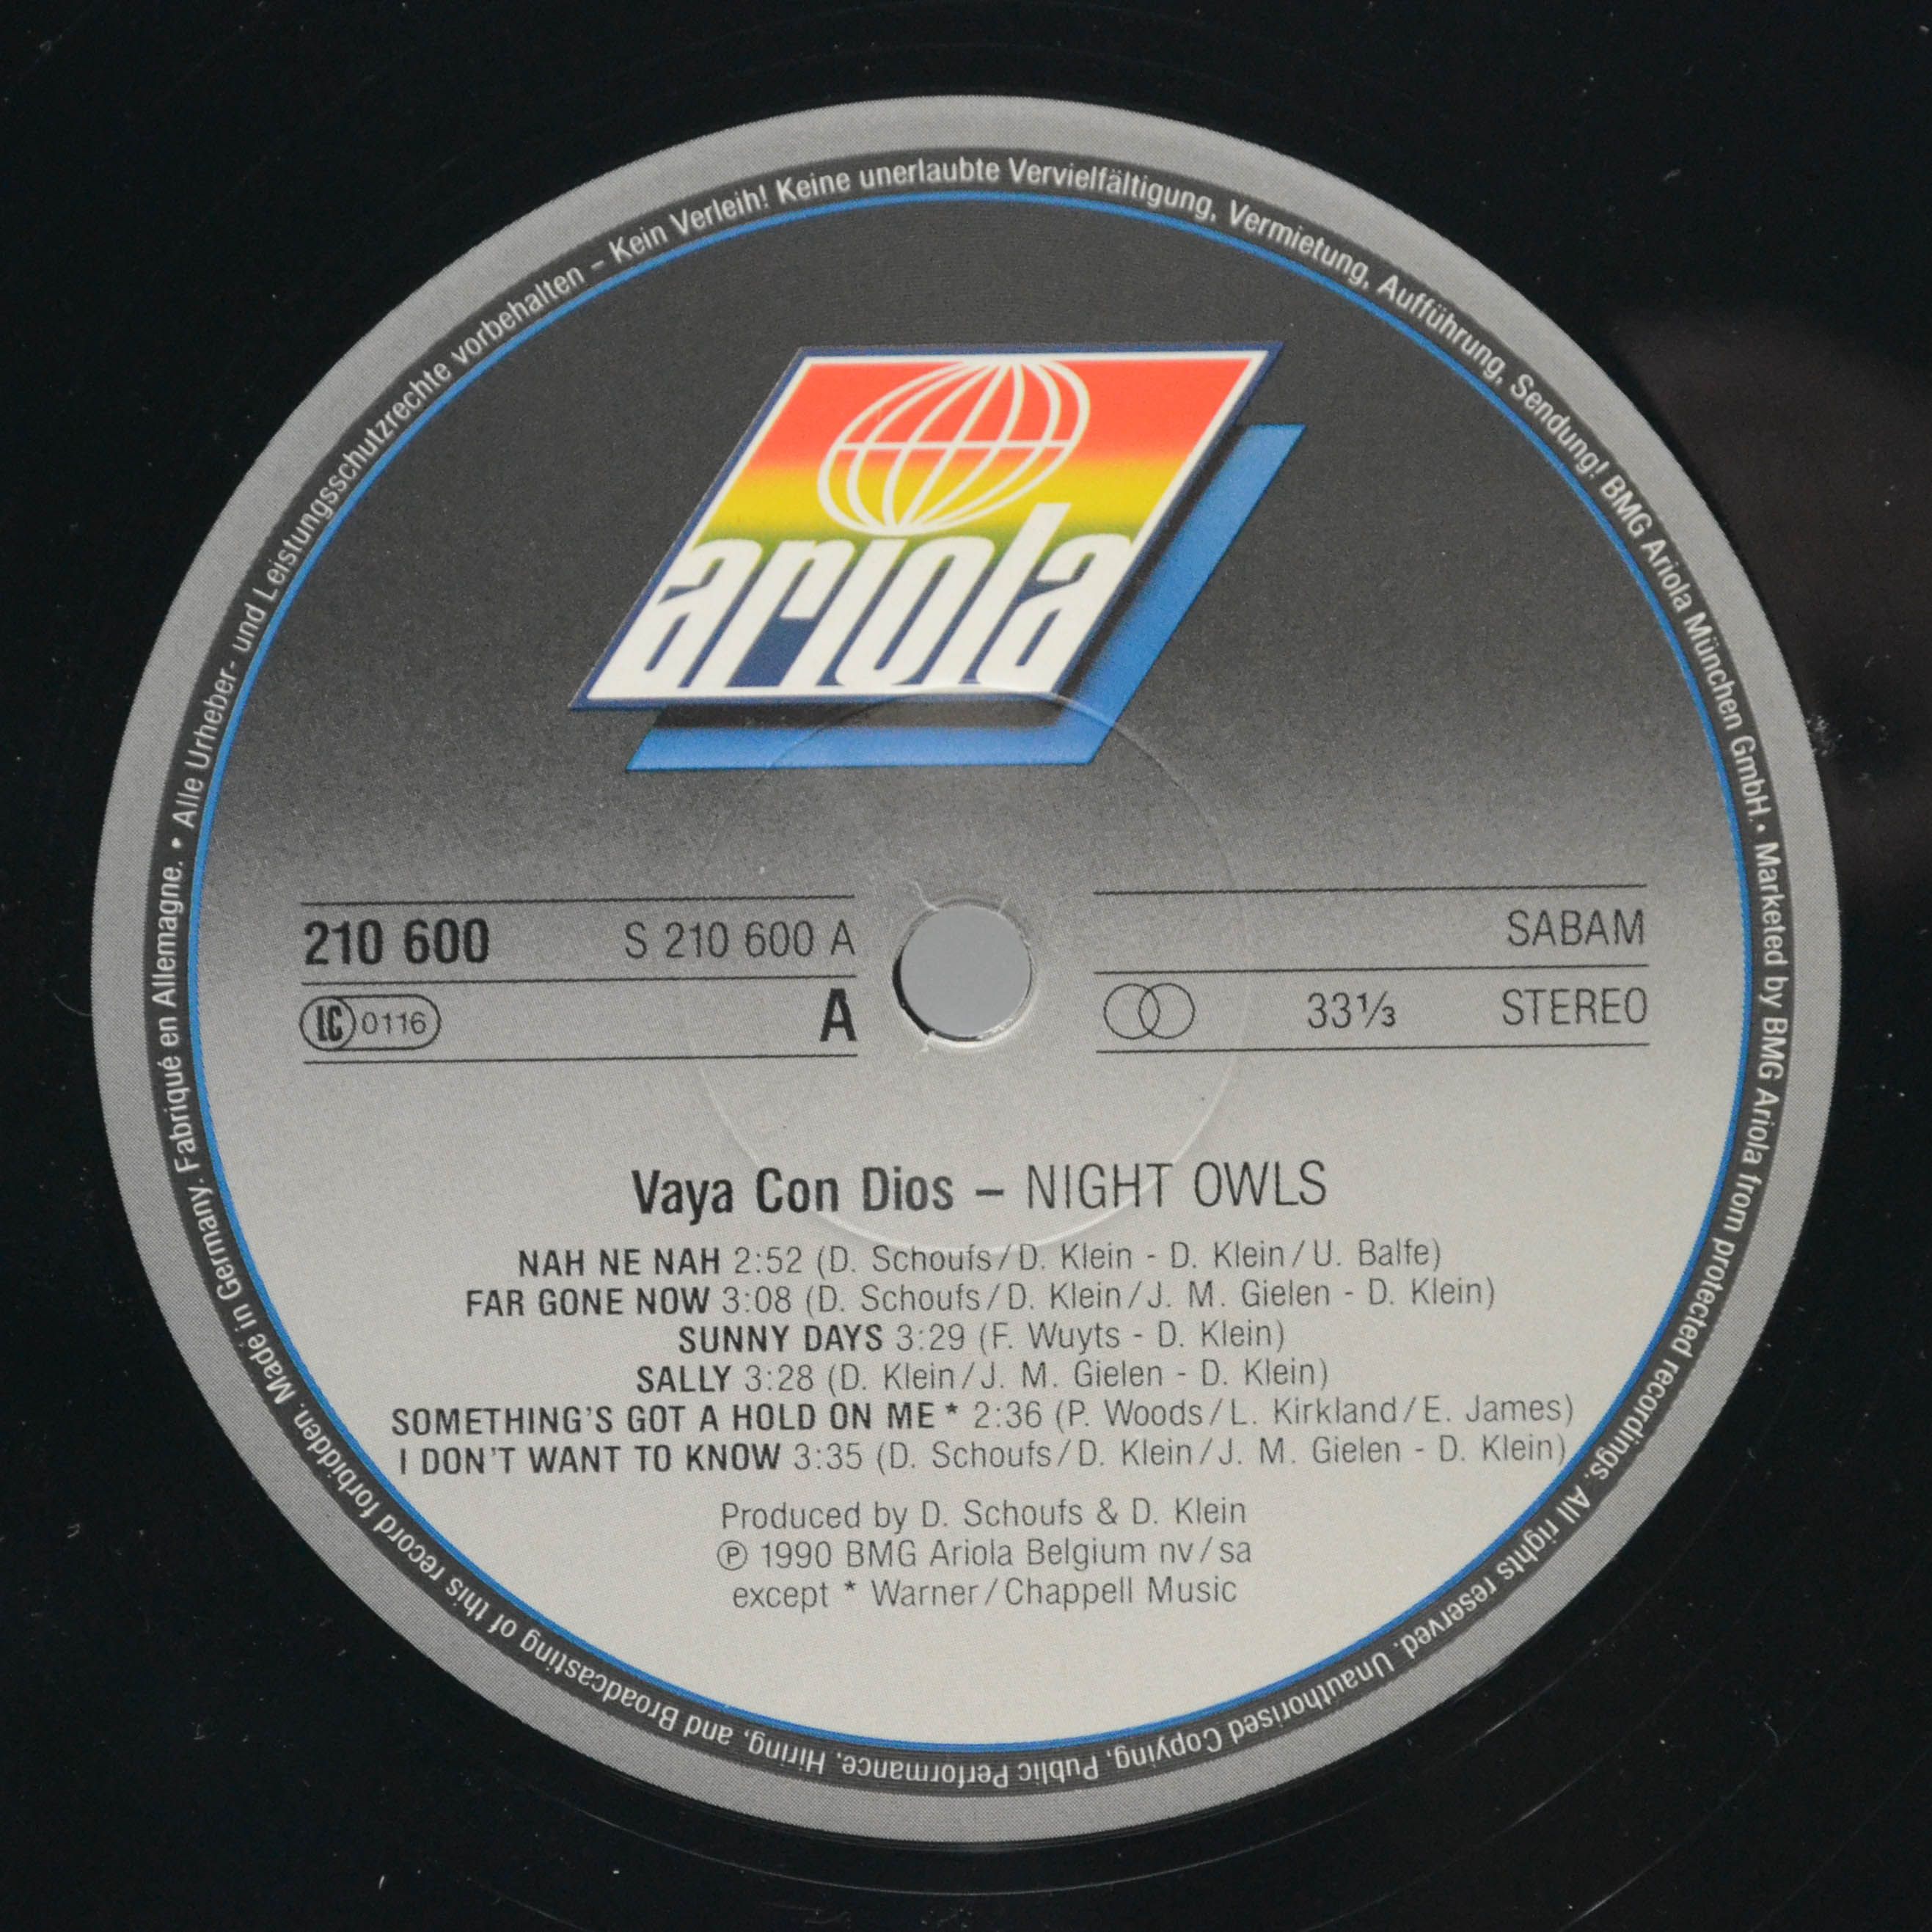 • Alle Urheber- und Leistungsschutzrechte vorbehalten – Kein Verleih! Keine unerlaubte Vervielfältigung, Vermietung, Aufführung, Sendung! BMG Ariola München GmbH. • Marketed by BMG Ariola from protected recordings. All rights reserved. Unauthorised Copying, Public Performance, Hiring, and Broadcasting of this record forbidden. Made in Germany. Fabriqué en Allemagne.
ariola
210 600 S 210 600 A
LC 0116 A
SABAM
33⅓ STEREO
Vaya Con Dios – NIGHT OWLS
NAH NE NAH 2:52 (D. Schoufs/D. Klein - D. Klein/U. Balfe)
FAR GONE NOW 3:08 (D. Schoufs/D. Klein/J. M. Gielen - D. Klein)
SUNNY DAYS 3:29 (F. Wuyts - D. Klein)
SALLY 3:28 (D. Klein/J. M. Gielen - D. Klein)
SOMETHING'S GOT A HOLD ON ME * 2:36 (P. Woods/L. Kirkland/E. James)
I DON'T WANT TO KNOW 3:35 (D. Schoufs/D. Klein/J. M. Gielen - D. Klein)
Produced by D. Schoufs & D. Klein
℗ 1990 BMG Ariola Belgium nv/sa
except * Warner/Chappell Music